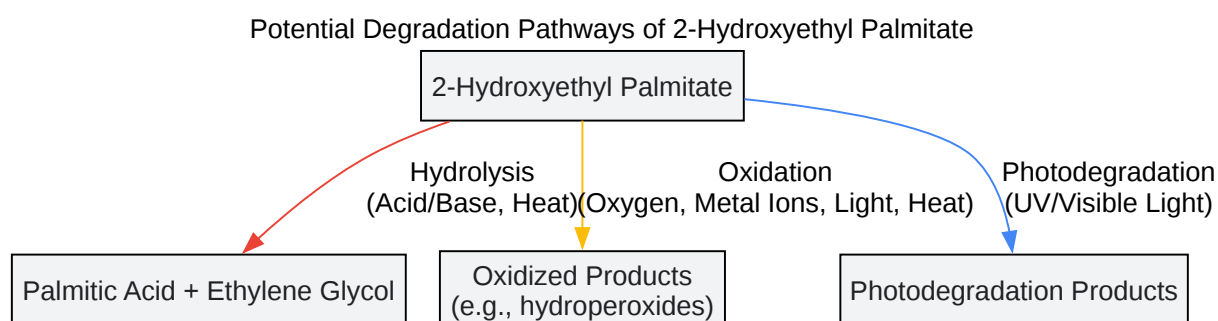 Potential Degradation Pathways of 2-Hydroxyethyl Palmitate
2-Hydroxyethyl Palmitate
Hydrolysis
(Acid/Base, Heat)
Oxidation
(Oxygen, Metal Ions, Light, Heat)
Photodegradation
(UV/Visible Light)
Palmitic Acid + Ethylene Glycol
Oxidized Products
(e.g., hydroperoxides)
Photodegradation Products